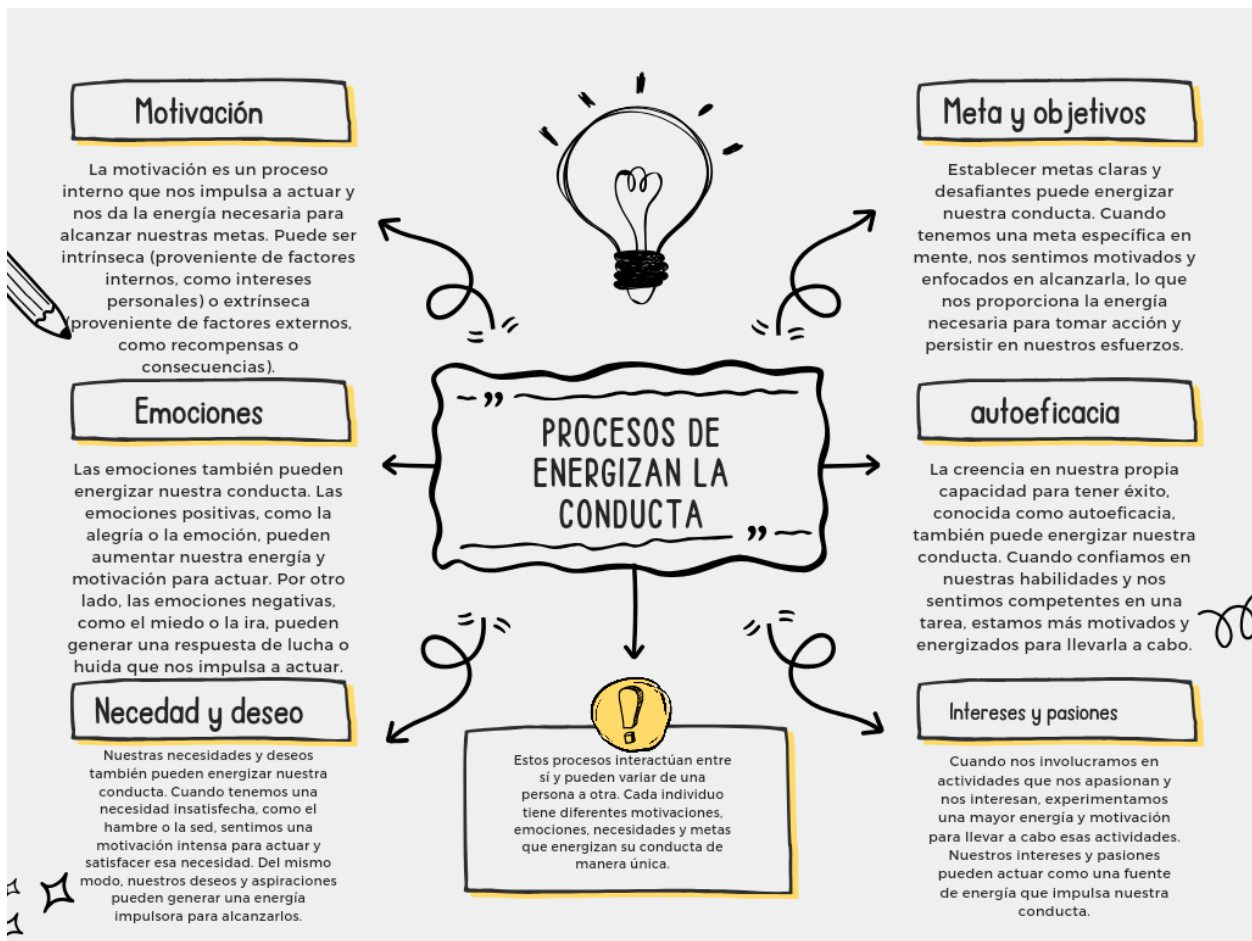 Motivación
La motivación es un proceso
interno que nos impulsa a actuar y
nos da la energía necesaria para
alcanzar nuestras metas. Puede ser
intrínseca (proveniente de factores
internos, como intereses
personales) o extrínseca
(proveniente de factores externos,
como recompensas o
consecuencias).
Emociones
Las emociones también pueden
energizar nuestra conducta. Las
emociones positivas, como la
alegría o la emoción, pueden
aumentar nuestra energía y
motivación para actuar. Por otro
lado, las emociones negativas,
como el miedo o la ira, pueden
generar una respuesta de lucha o
huida que nos impulsa a actuar.
Necedad y deseo
Nuestras necesidades y deseos
también pueden energizar nuestra
conducta. Cuando tenemos una
necesidad insatisfecha, como el
hambre o la sed, sentimos una
motivación intensa para actuar y
satisfacer esa necesidad. Del mismo
modo, nuestros deseos y aspiraciones
pueden generar una energía
impulsora para alcanzarlos.
PROCESOS DE
ENERGIZAN LA
CONDUCTA
Estos procesos interactúan entre
sí y pueden variar de una
persona a otra. Cada individuo
tiene diferentes motivaciones,
emociones, necesidades y metas
que energizan su conducta de
manera única.
Meta y objetivos
Establecer metas claras y
desafiantes puede energizar
nuestra conducta. Cuando
tenemos una meta específica en
mente, nos sentimos motivados y
enfocados en alcanzarla, lo que
nos proporciona la energía
necesaria para tomar acción y
persistir en nuestros esfuerzos.
autoeficacia
La creencia en nuestra propia
capacidad para tener éxito,
conocida como autoeficacia,
también puede energizar nuestra
conducta. Cuando confiamos en
nuestras habilidades y nos
sentimos competentes en una
tarea, estamos más motivados y
energizados para llevarla a cabo.
Intereses y pasiones
Cuando nos involucramos en
actividades que nos apasionan y
nos interesan, experimentamos
una mayor energía y motivación
para llevar a cabo esas actividades.
Nuestros intereses y pasiones
pueden actuar como una fuente
de energía que impulsa nuestra
conducta.